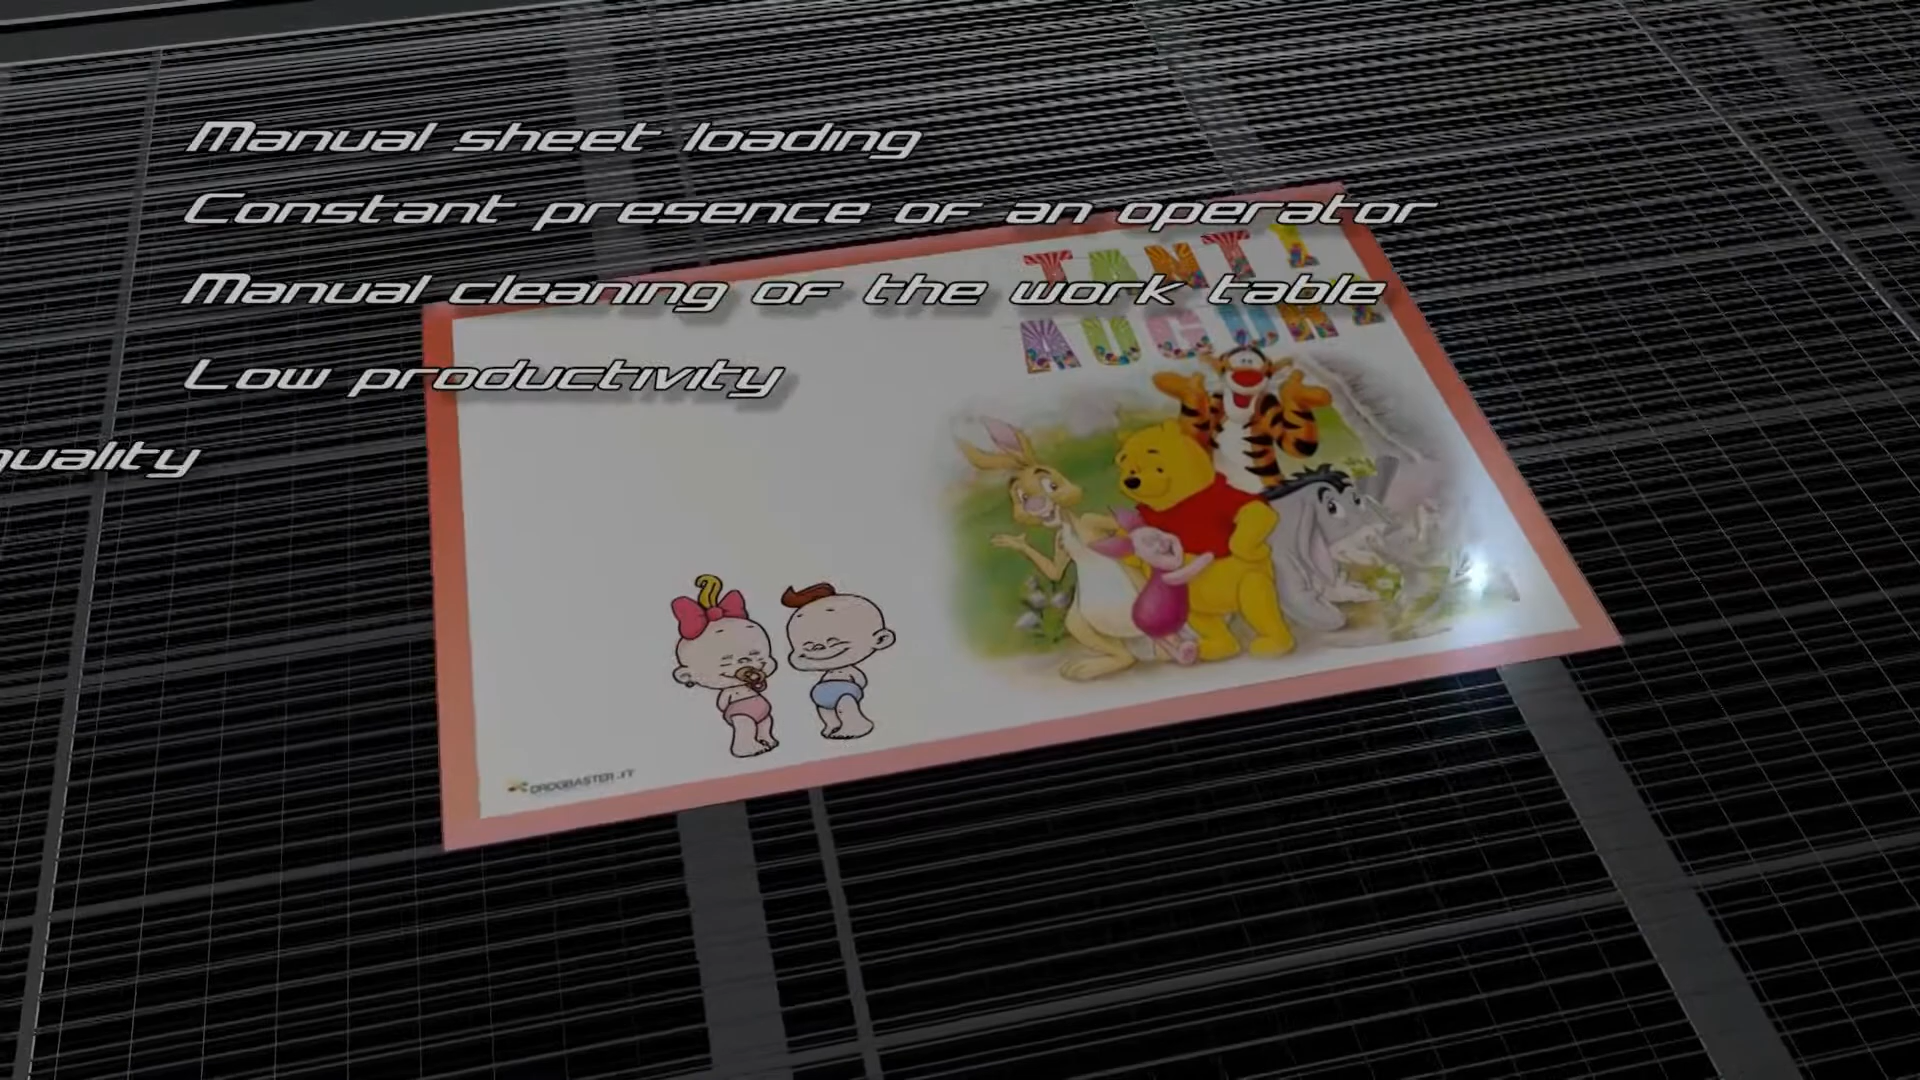 Manual sheet loading
Constant presence of an operator
Manual cleaning of the work table
Low productivity
quality
TANTI
AUGURI